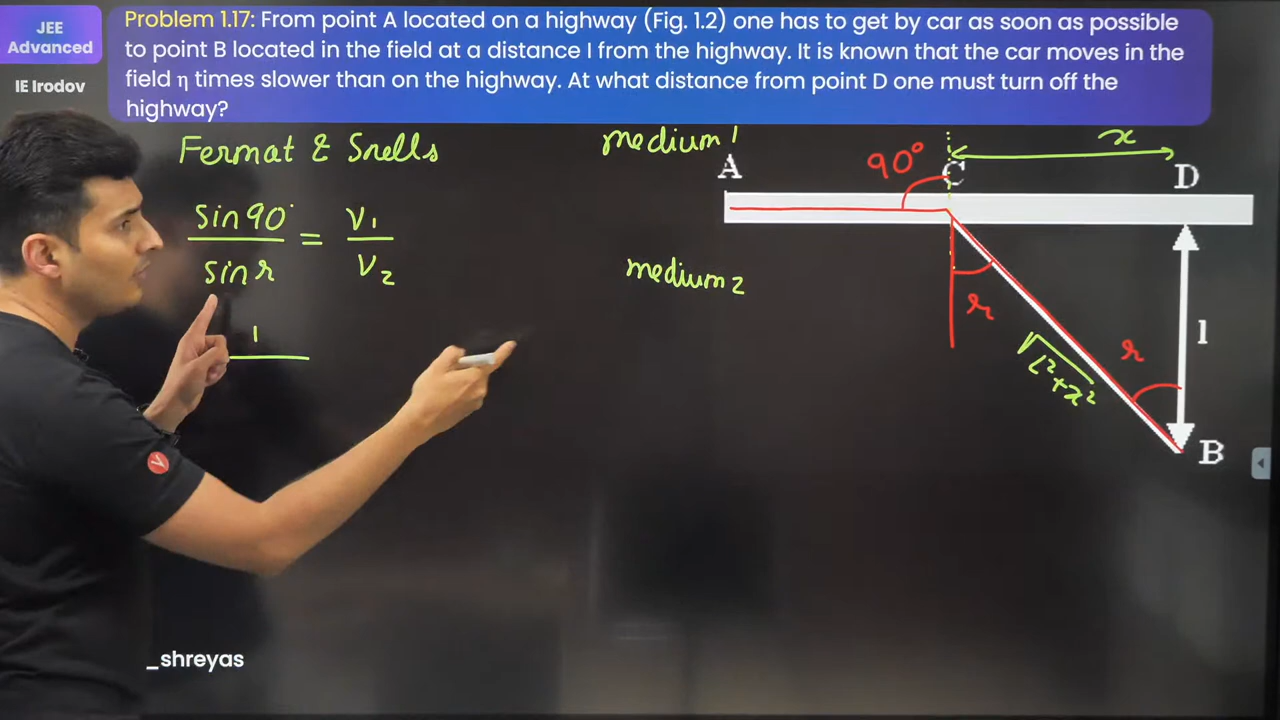 JEE
Advanced
IE Irodov
Problem 1.17: From point A located on a highway (Fig. 1.2) one has to get by car as soon as possible
to point B located in the field at a distance l from the highway. It is known that the car moves in the
field η times slower than on the highway. At what distance from point D one must turn off the
highway?
Fermat & Snells
sin 90° / sin r = V1 / V2
1
medium 1
medium 2
A
90°
C
x
D
r
r
√l²+x²
l
B
_shreyas